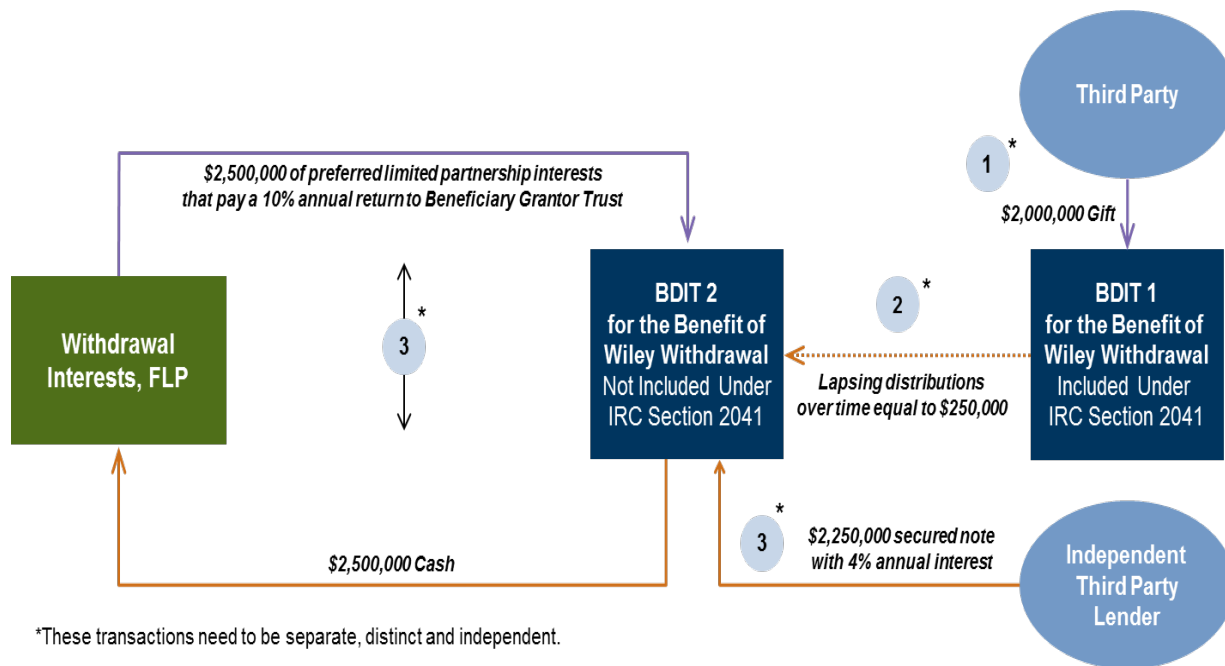 Third Party
1
*
$2,500,000 of preferred limited partnership interests
that pay a 10% annual return to Beneficiary Grantor Trust
$2,000,000 Gift
Withdrawal
Interests, FLP
3
*
BDIT 2
for the Benefit of
Wiley Withdrawal
Not Included Under
IRC Section 2041
2
*
Lapsing distributions
over time equal to $250,000
BDIT 1
for the Benefit of
Wiley Withdrawal
Included Under
IRC Section 2041
$2,500,000 Cash
3
*
$2,250,000 secured note
with 4% annual interest
Independent
Third Party
Lender
*These transactions need to be separate, distinct and independent.